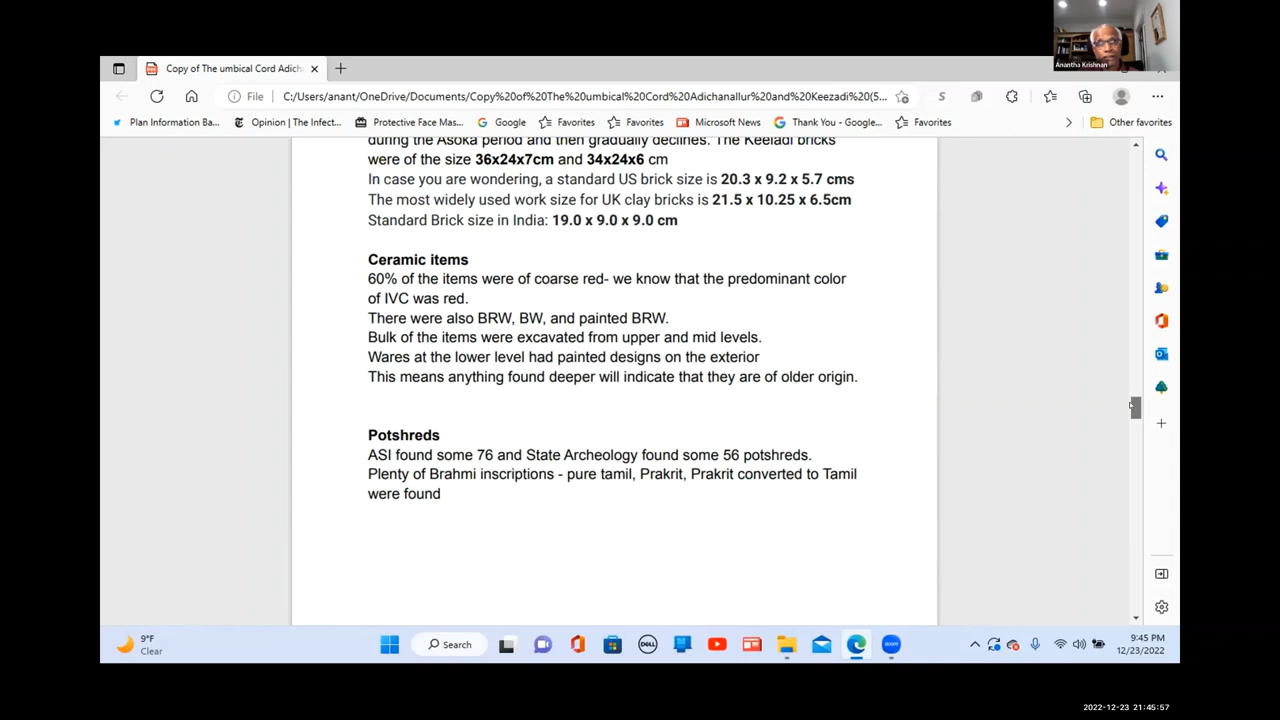 Anantha Krishnan
Copy of The umbical Cord Adich
File
C:/Users/anant/OneDrive/Documents/Copy%20of%20The%20umbical%20Cord%20Adichanallur%20and%20Keezadi%20(5...
Plan Information Ba...
Opinion | The Infect...
Protective Face Mas...
Google
Favorites
Favorites
Microsoft News
Thank You - Google...
Favorites
Other favorites
during the Asoka period and then gradually declines. The Keeladi bricks
were of the size 36x24x7cm and 34x24x6 cm
In case you are wondering, a standard US brick size is 20.3 x 9.2 x 5.7 cms
The most widely used work size for UK clay bricks is 21.5 x 10.25 x 6.5cm
Standard Brick size in India: 19.0 x 9.0 x 9.0 cm
Ceramic items
60% of the items were of coarse red- we know that the predominant color
of IVC was red.
There were also BRW, BW, and painted BRW.
Bulk of the items were excavated from upper and mid levels.
Wares at the lower level had painted designs on the exterior
This means anything found deeper will indicate that they are of older origin.
Potshreds
ASI found some 76 and State Archeology found some 56 potshreds.
Plenty of Brahmi inscriptions - pure tamil, Prakrit, Prakrit converted to Tamil
were found
9°F
Clear
Search
DELL
zoom
9:45 PM
12/23/2022
2022-12-23 21:45:57